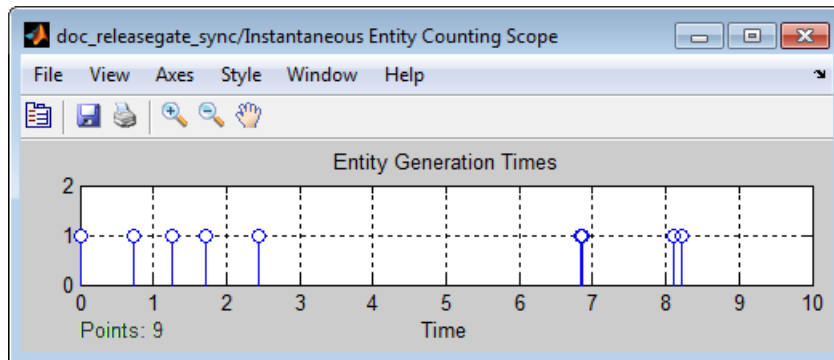 doc_releasegate_sync/Instantaneous Entity Counting Scope
File View Axes Style Window Help
Entity Generation Times
2
1
0
0 1 2 3 4 5 6 7 8 9 10
Points: 9 Time